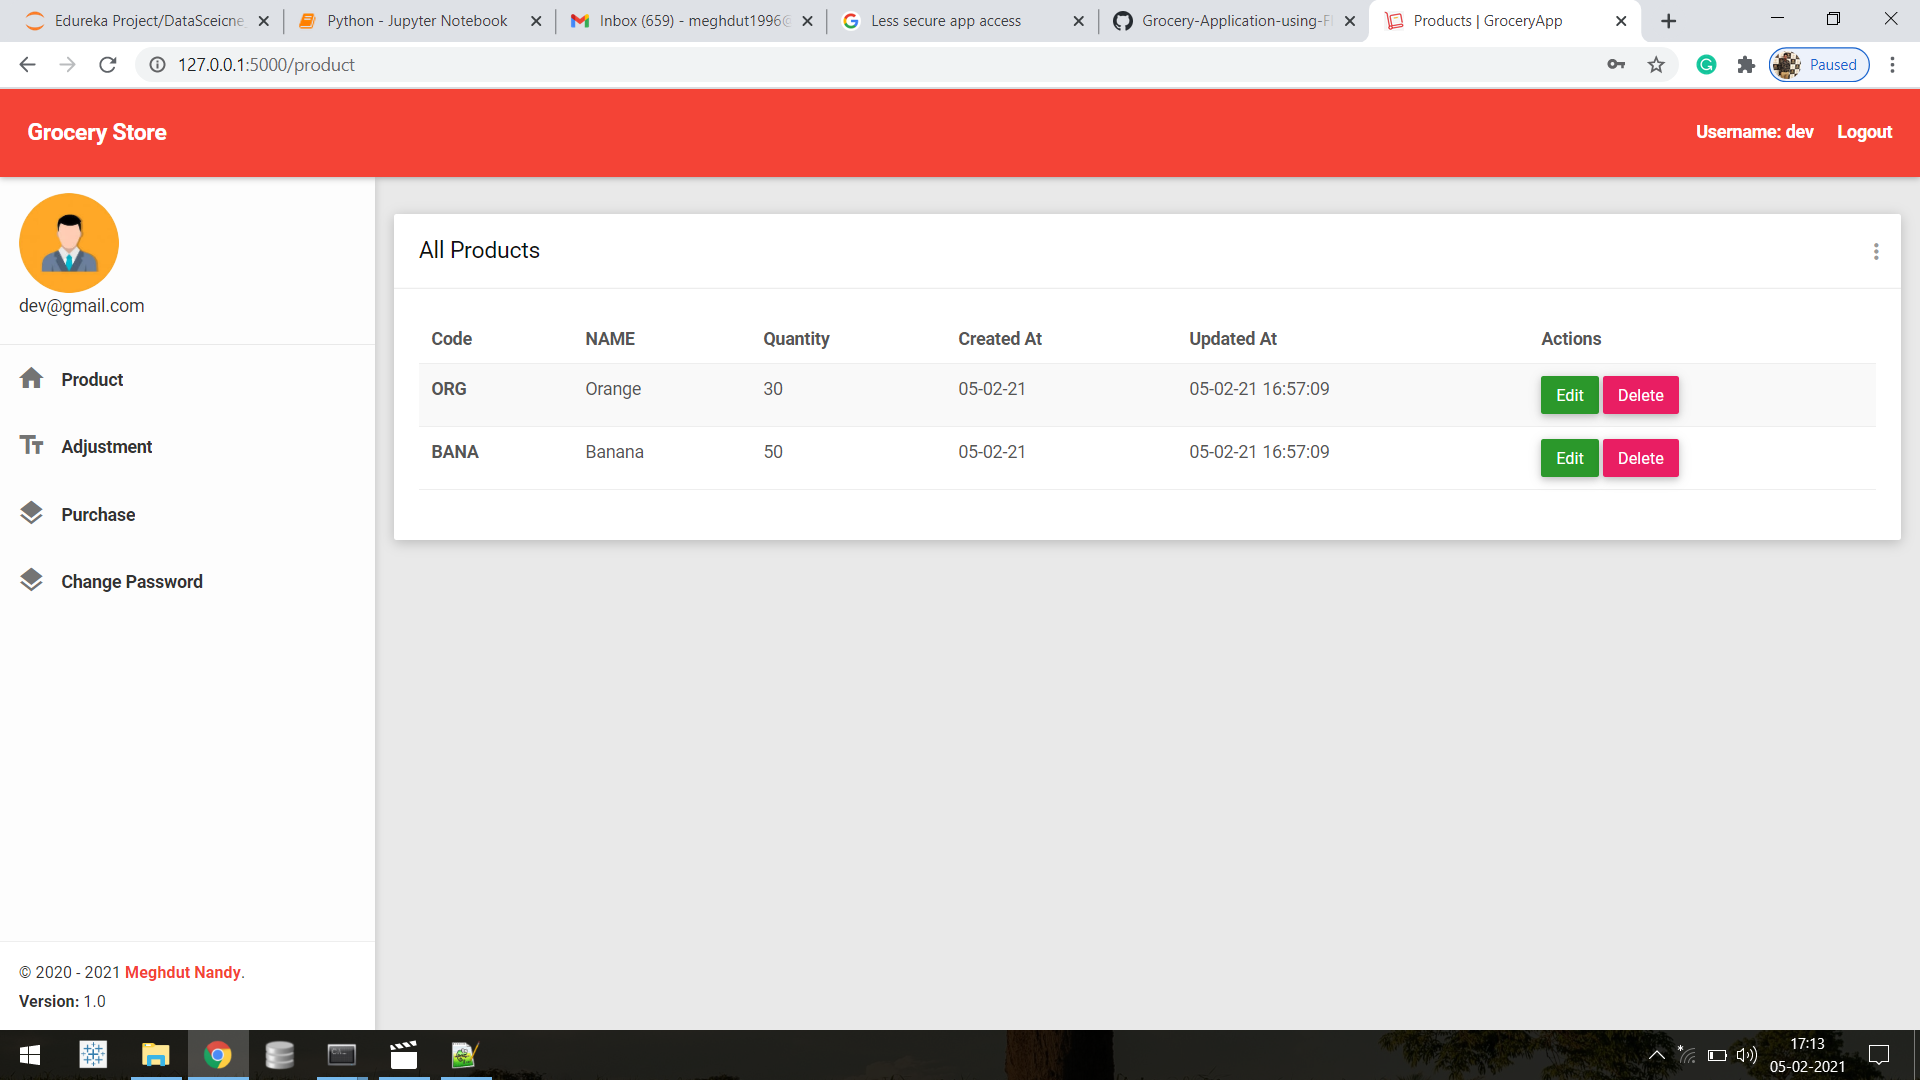 Edureka Project/DataSceicne
Python - Jupyter Notebook
Inbox (659) - meghdut1996@
Less secure app access
Grocery-Application-using-Fl
Products | GroceryApp
127.0.0.1:5000/product
Paused
Grocery Store
Username: dev
Logout
dev@gmail.com
Product
Adjustment
Purchase
Change Password
© 2020 - 2021 Meghdut Nandy.
Version: 1.0
All Products
Code NAME Quantity Created At Updated At Actions
ORG Orange 30 05-02-21 05-02-21 16:57:09 Edit Delete
BANA Banana 50 05-02-21 05-02-21 16:57:09 Edit Delete
17:13
05-02-2021